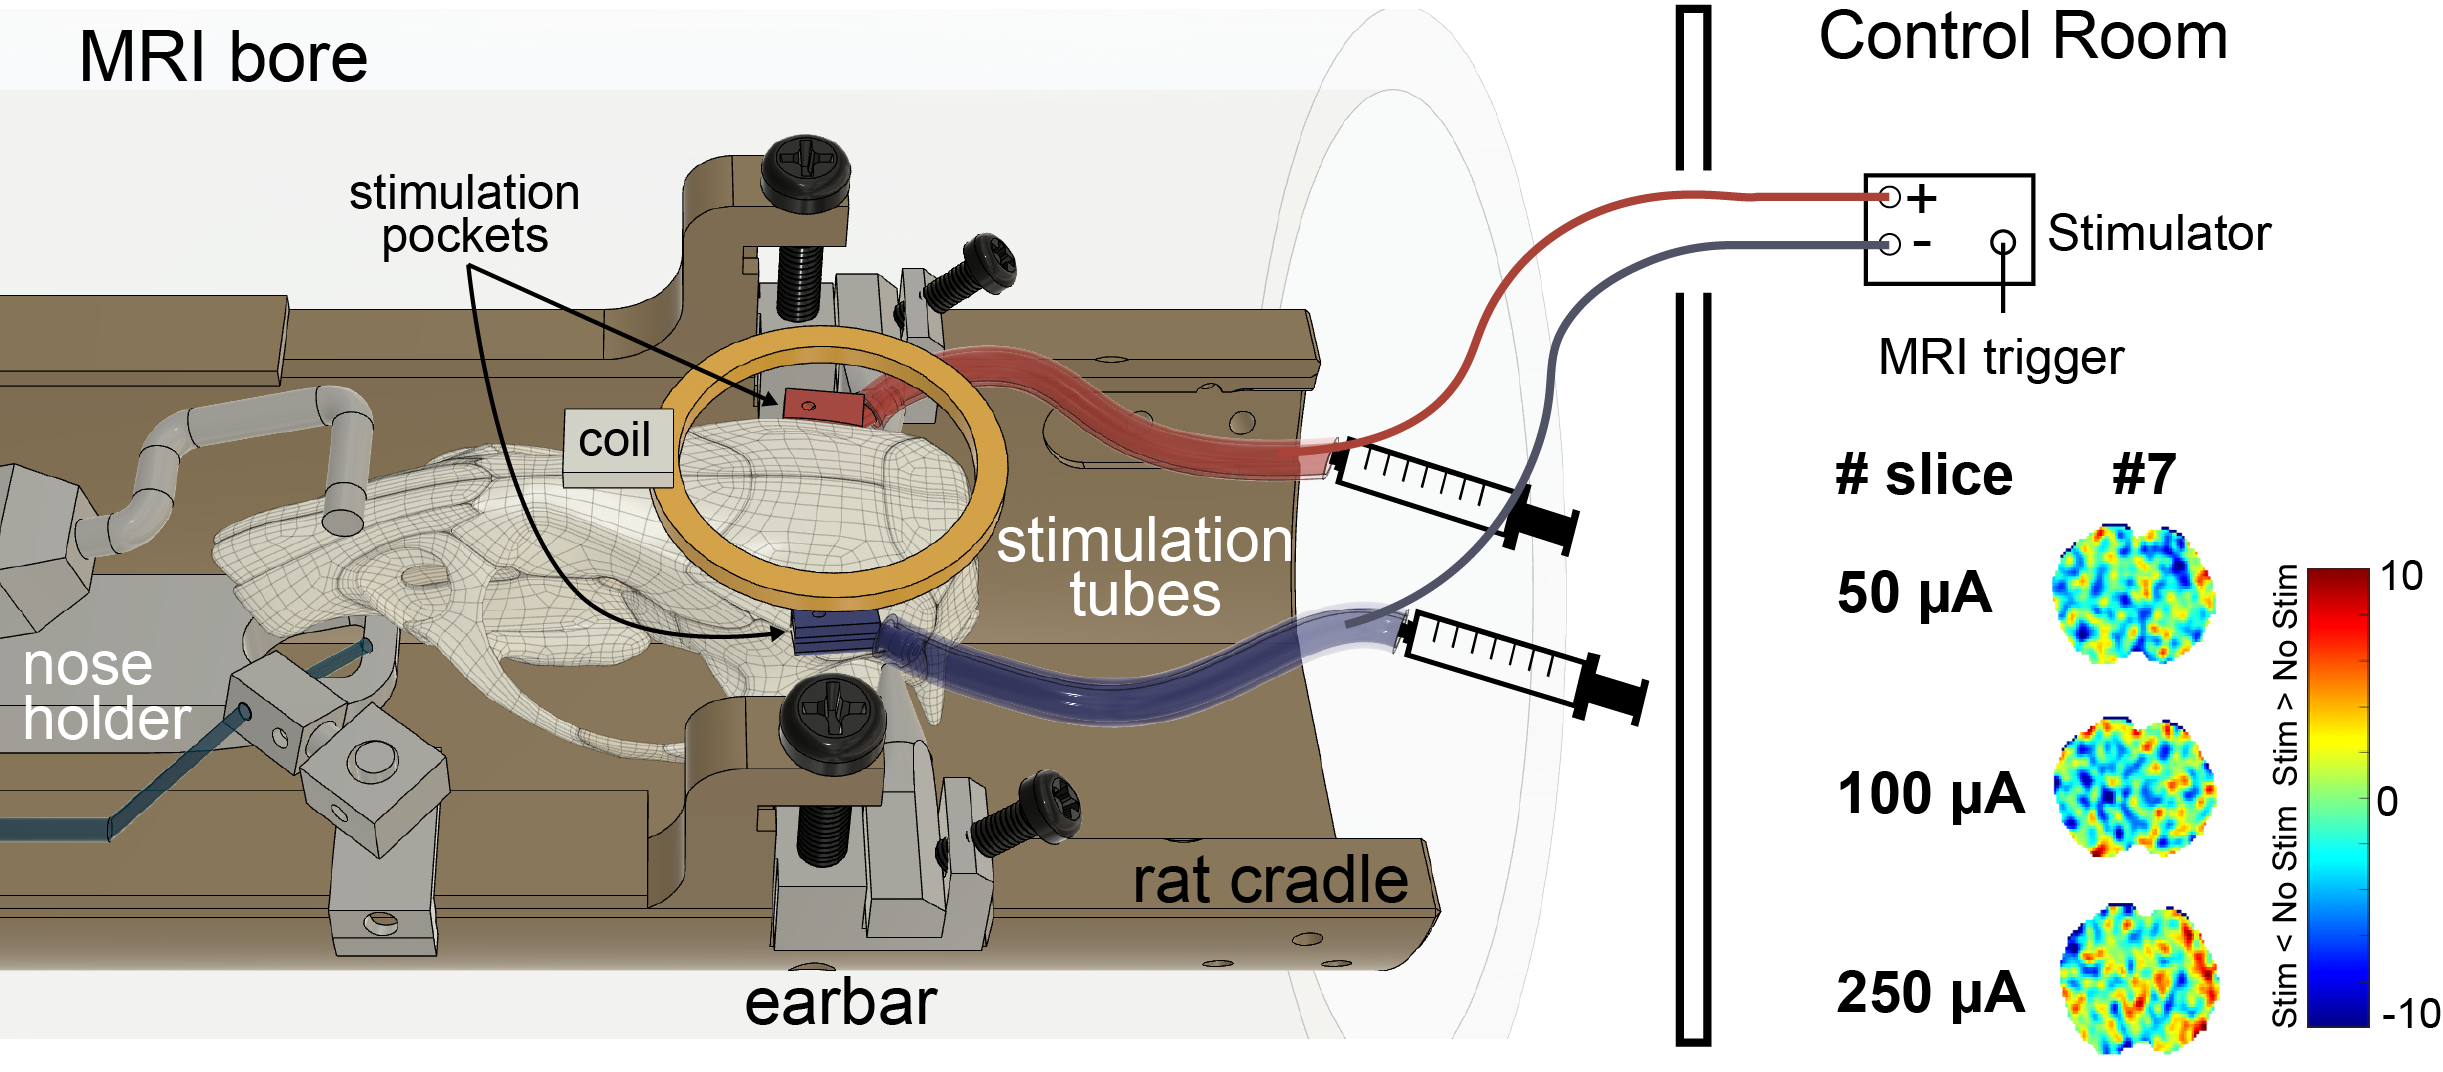 MRI bore
Control Room
stimulation
pockets
+
-
Stimulator
MRI trigger
coil
stimulation
tubes
nose
holder
rat cradle
earbar
# slice #7
50 µA
100 µA
250 µA
10
0
-10
Stim < No Stim Stim > No Stim